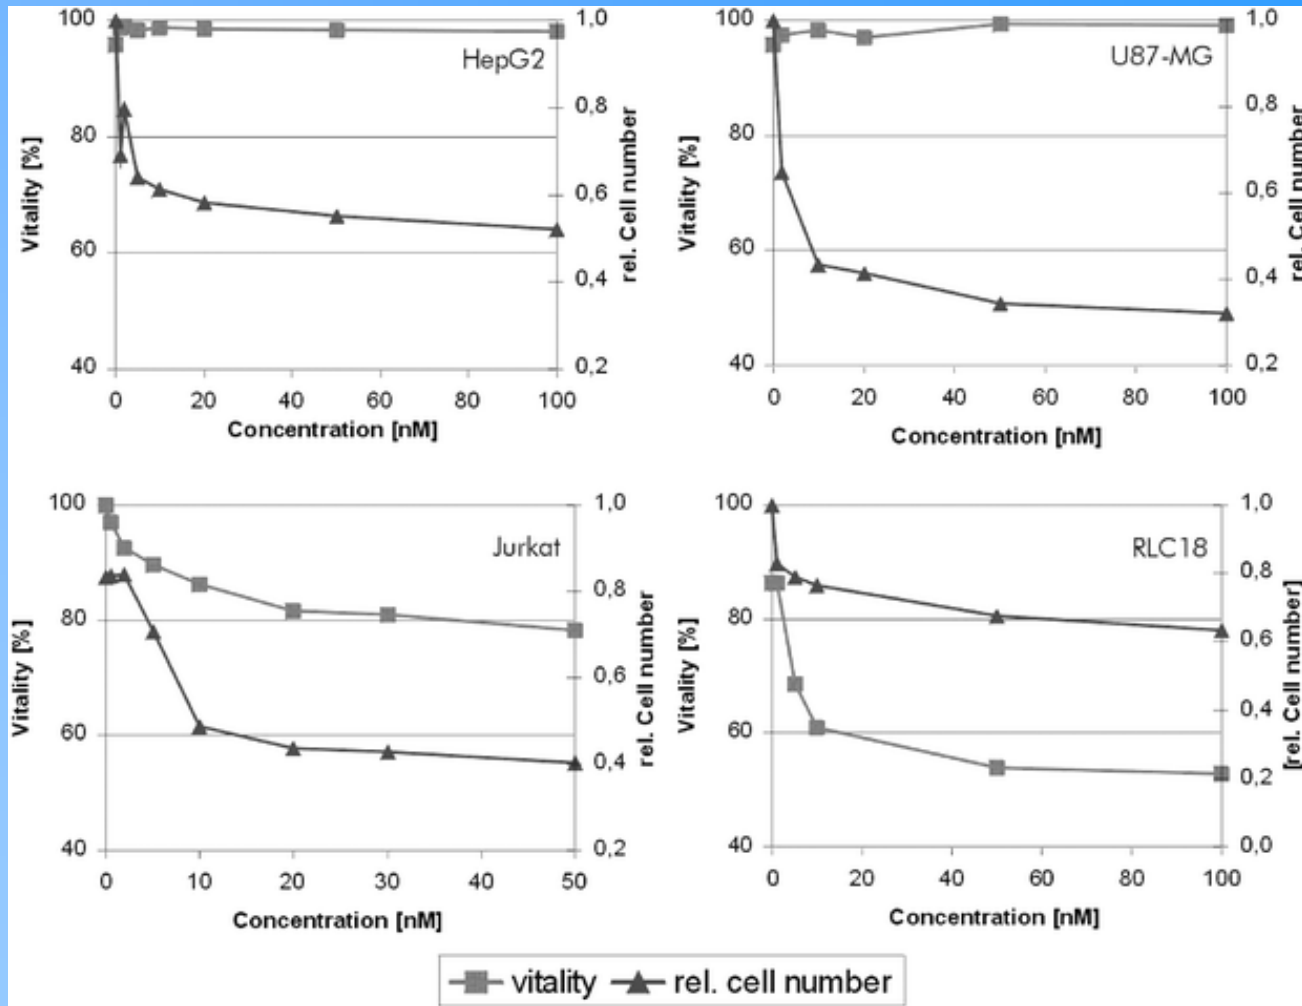 HepG2
Vitality [%]
100
80
60
40
1,0
0,8
0,6
0,4
0,2
rel. Cell number
0 20 40 60 80 100
Concentration [nM]
U87-MG
Vitality [%]
100
80
60
40
1,0
0,8
0,6
0,4
0,2
rel. Cell number
0 20 40 60 80 100
Concentration [nM]
Jurkat
Vitality [%]
100
80
60
40
1,0
0,8
0,6
0,4
0,2
rel. Cell number
0 10 20 30 40 50
Concentration [nM]
RLC18
Vitality [%]
100
80
60
40
1,0
0,8
0,6
0,4
0,2
0,0
[rel. Cell number]
0 20 40 60 80 100
Concentration [nM]
vitality rel. cell number